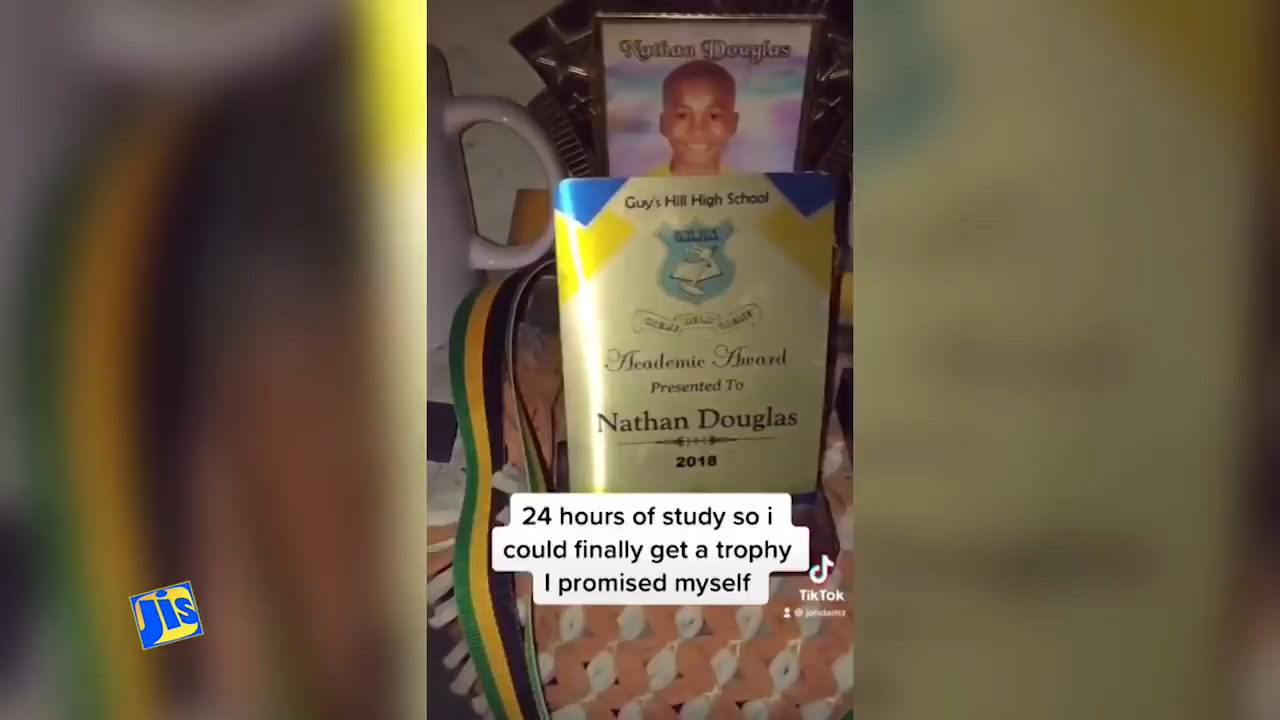 Nathan Douglas
Guy's Hill High School
Academic Award
Presented To
Nathan Douglas
2018
24 hours of study so i
could finally get a trophy
I promised myself
TikTok
@ jahdamz
Jis